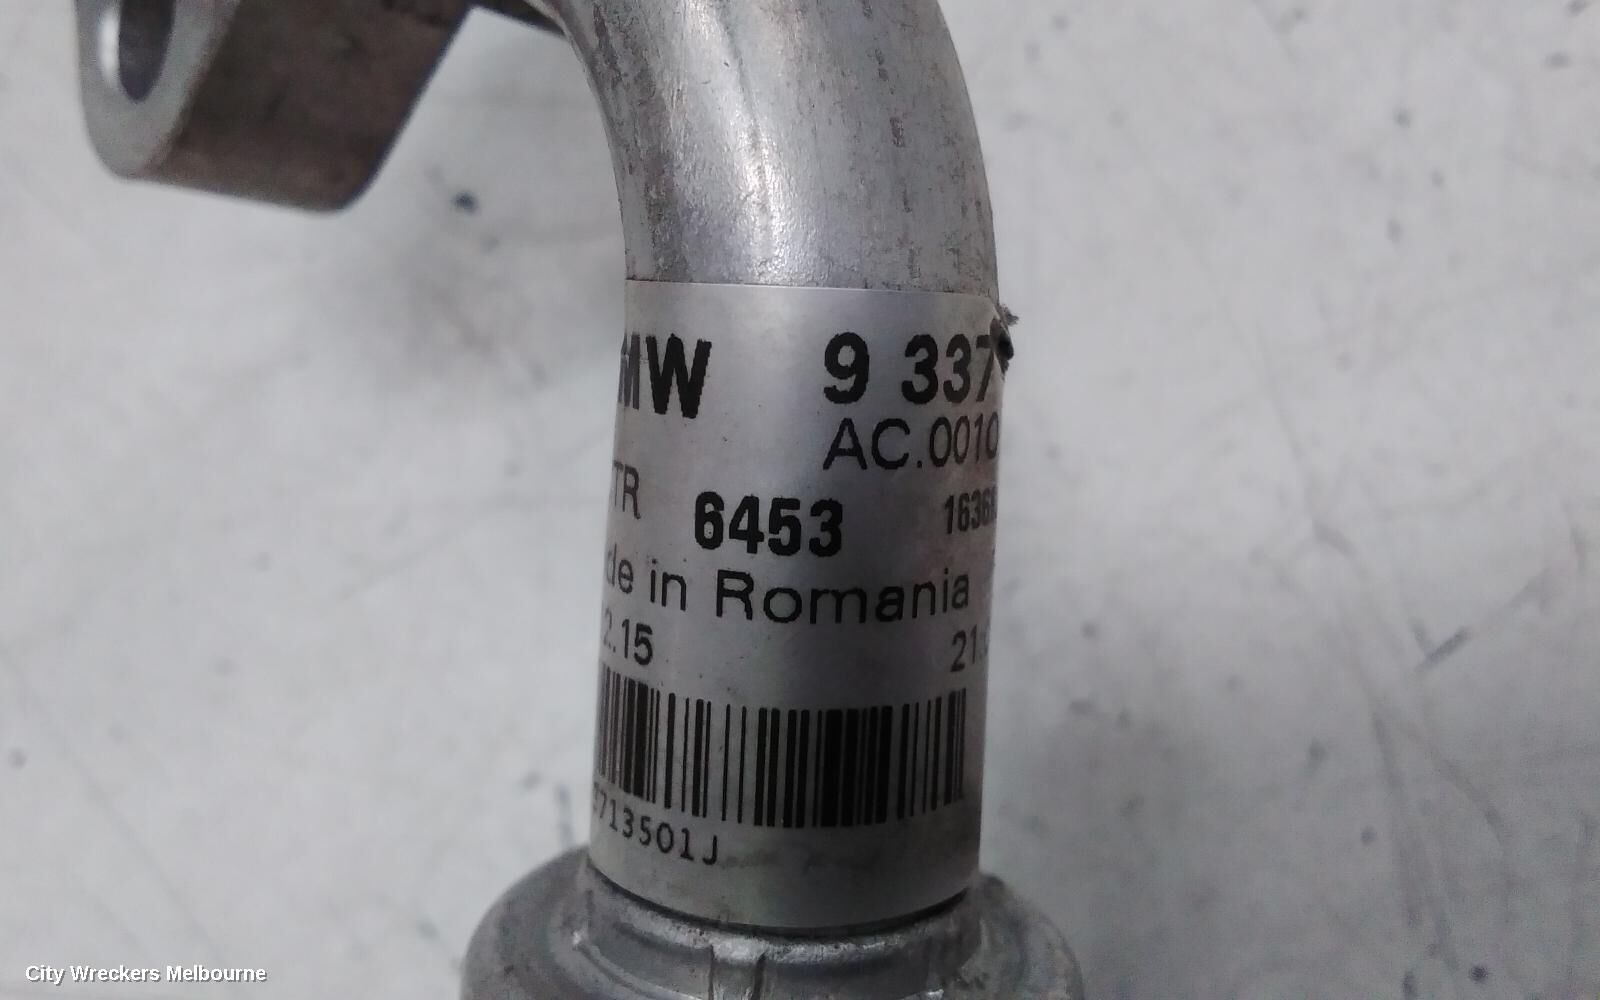 MW 9 337
AC.0010
TR 6453 1636
de in Romania
2.15 21:
713501J
City Wreckers Melbourne